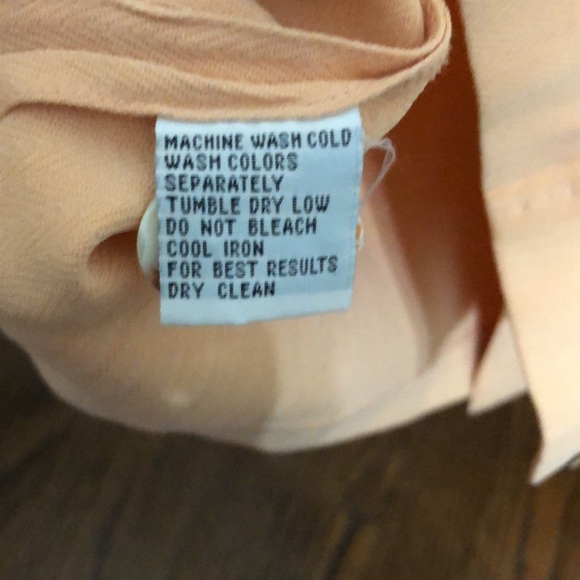 MACHINE WASH COLD
WASH COLORS
SEPARATELY
TUMBLE DRY LOW
DO NOT BLEACH
COOL IRON
FOR BEST RESULTS
DRY CLEAN